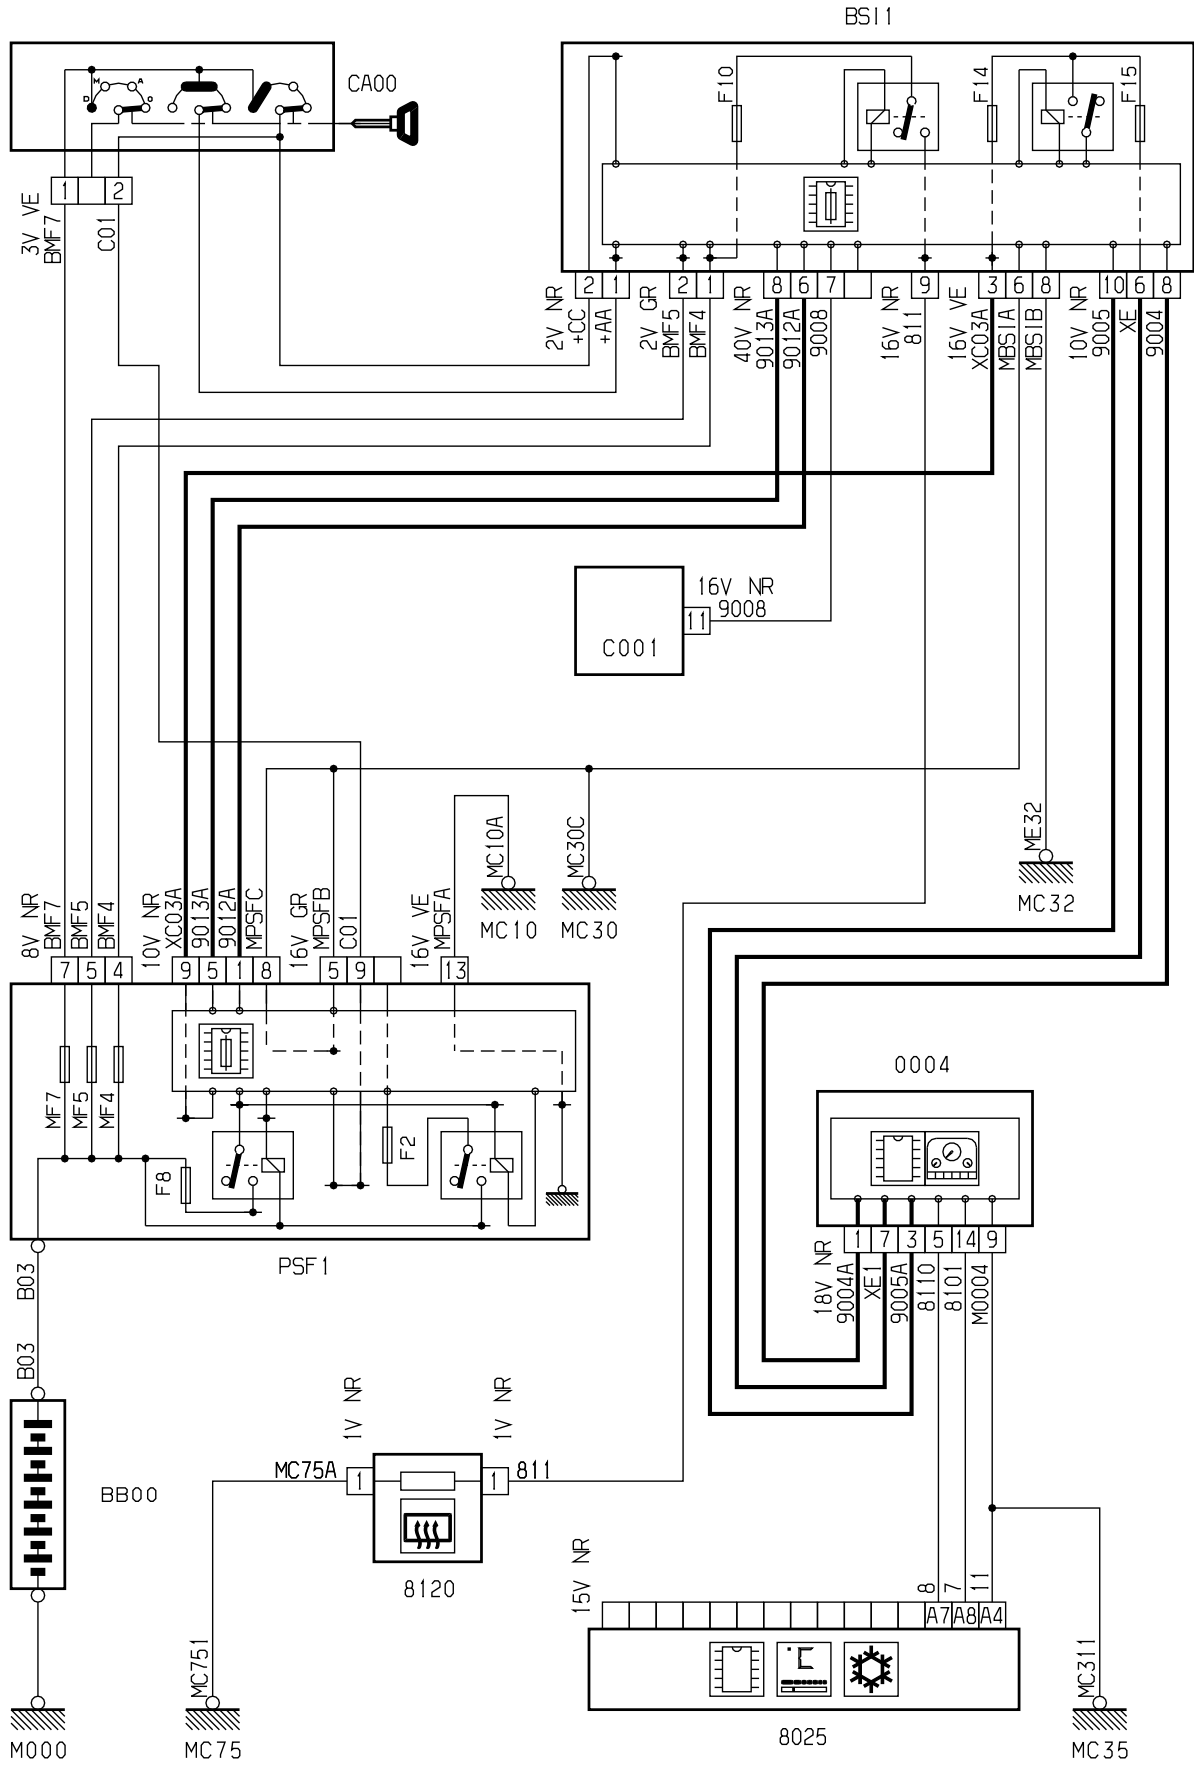 BSI1
CA00
M A
D O
F10
F14
F15
1 2
3V VE
BMF7
C01
2 1
2 1
8 6 7
9
3 6 8
10 6 8
2V NR
+CC
+AA
2V GR
BMF5
BMF4
40V NR
9013A
9012A
9008
16V NR
811
16V VE
XC03A
MBSIA
MBSIB
10V NR
9005
XE
9004
16V NR
9008
11
C001
MC10A
MC30C
ME32
MC10
MC30
MC32
8V NR
BMF7
BMF5
BMF4
10V NR
XC03A
9013A
9012A
MPSFC
16V GR
MPSFB
C01
16V VE
MPSFA
7 5 4
9 5 1 8
5 9
13
MF7
MF5
MF4
F8
F2
PSF1
0004
1 7 3 5 14 9
18V NR
9004A
XE1
9005A
8110
8101
M0004
B03
B03
BB00
1V NR
1V NR
MC75A
1
1
811
8120
15V NR
8
7
11
A7 A8 A4
°C
8025
MC751
MC311
M000
MC75
MC35